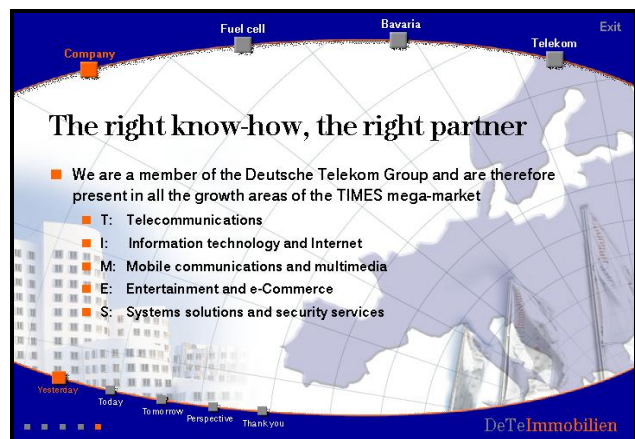 Fuel cell
Bavaria
Exit
Company
Telekom
The right know-how, the right partner
We are a member of the Deutsche Telekom Group and are therefore
present in all the growth areas of the TIMES mega-market
T: Telecommunications
I: Information technology and Internet
M: Mobile communications and multimedia
E: Entertainment and e-Commerce
S: Systems solutions and security services
Yesterday
Today
Tomorrow
Perspective
Thank you
DeTeImmobilien